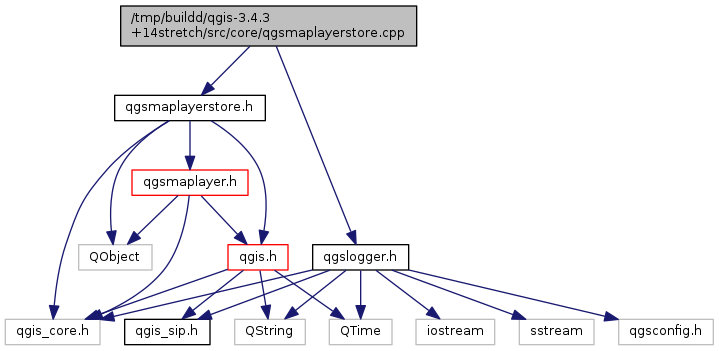 /tmp/buildd/qgis-3.4.3
+14stretch/src/core/qgsmaplayerstore.cpp
qgsmaplayerstore.h
qgsmaplayer.h
QObject
qgis.h
qgslogger.h
qgis_core.h
qgis_sip.h
QString
QTime
iostream
sstream
qgsconfig.h